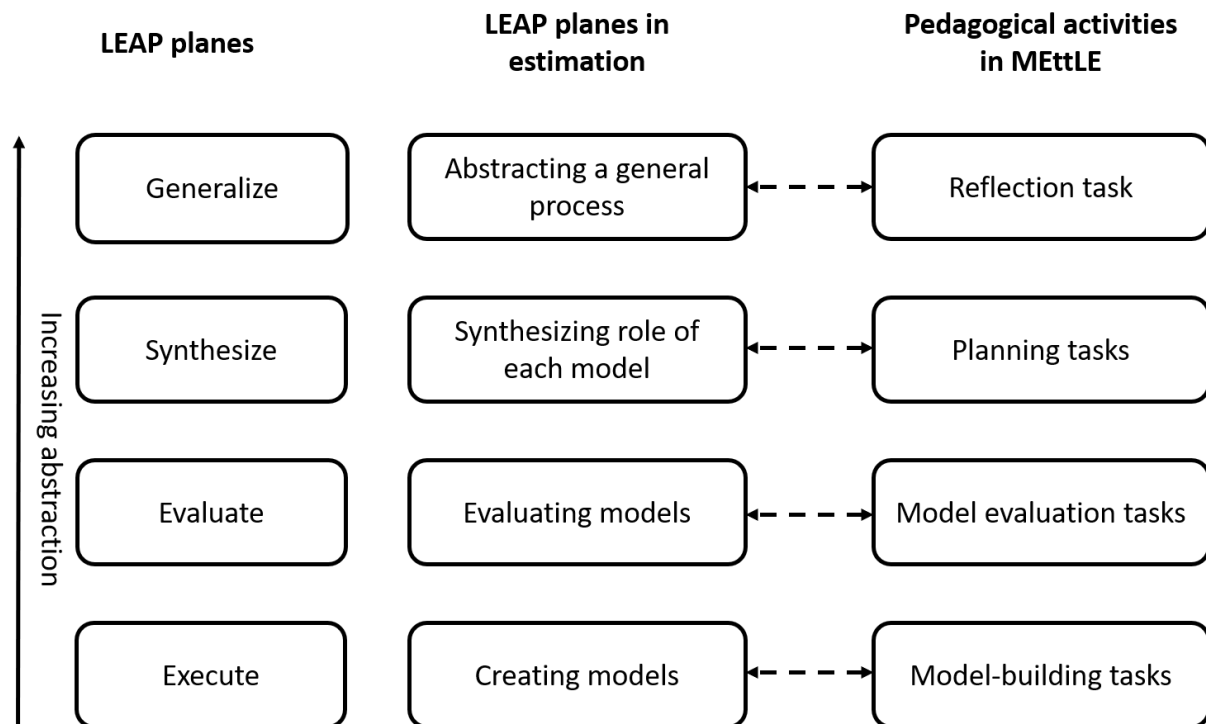 LEAP planes
LEAP planes in
estimation
Pedagogical activities
in MEttLE
Increasing abstraction
Generalize
Abstracting a general
process
Reflection task
Synthesize
Synthesizing role of
each model
Planning tasks
Evaluate
Evaluating models
Model evaluation tasks
Execute
Creating models
Model-building tasks